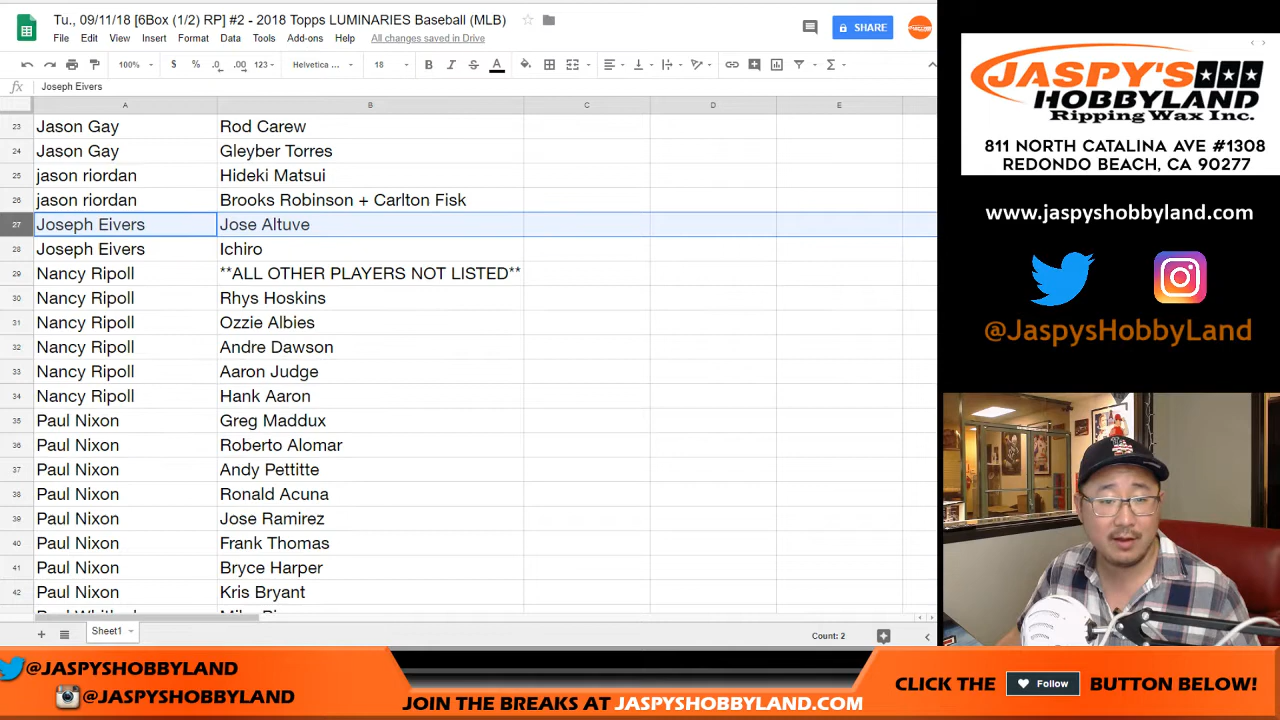 Tu., 09/11/18 [6Box (1/2) RP] #2 - 2018 Topps LUMINARIES Baseball (MLB)
File Edit View Insert Format Data Tools Add-ons Help All changes saved in Drive
SHARE
100% $ % .0 .00 123 Helvetica ... 18 B I S A
fx Joseph Eivers
A B C D E
23 Jason Gay Rod Carew
24 Jason Gay Gleyber Torres
25 jason riordan Hideki Matsui
26 jason riordan Brooks Robinson + Carlton Fisk
27 Joseph Eivers Jose Altuve
28 Joseph Eivers Ichiro
29 Nancy Ripoll **ALL OTHER PLAYERS NOT LISTED**
30 Nancy Ripoll Rhys Hoskins
31 Nancy Ripoll Ozzie Albies
32 Nancy Ripoll Andre Dawson
33 Nancy Ripoll Aaron Judge
34 Nancy Ripoll Hank Aaron
35 Paul Nixon Greg Maddux
36 Paul Nixon Roberto Alomar
37 Paul Nixon Andy Pettitte
38 Paul Nixon Ronald Acuna
39 Paul Nixon Jose Ramirez
40 Paul Nixon Frank Thomas
41 Paul Nixon Bryce Harper
42 Paul Nixon Kris Bryant
Sheet1
Count: 2
JASPY'S
HOBBYLAND
Ripping Wax Inc.
811 NORTH CATALINA AVE #1308
REDONDO BEACH, CA 90277
www.jaspyshobbyland.com
@JaspysHobbyLand
@JASPYSHOBBYLAND
@JASPYSHOBBYLAND
JOIN THE BREAKS AT JASPYSHOBBYLAND.COM
CLICK THE Follow BUTTON BELOW!